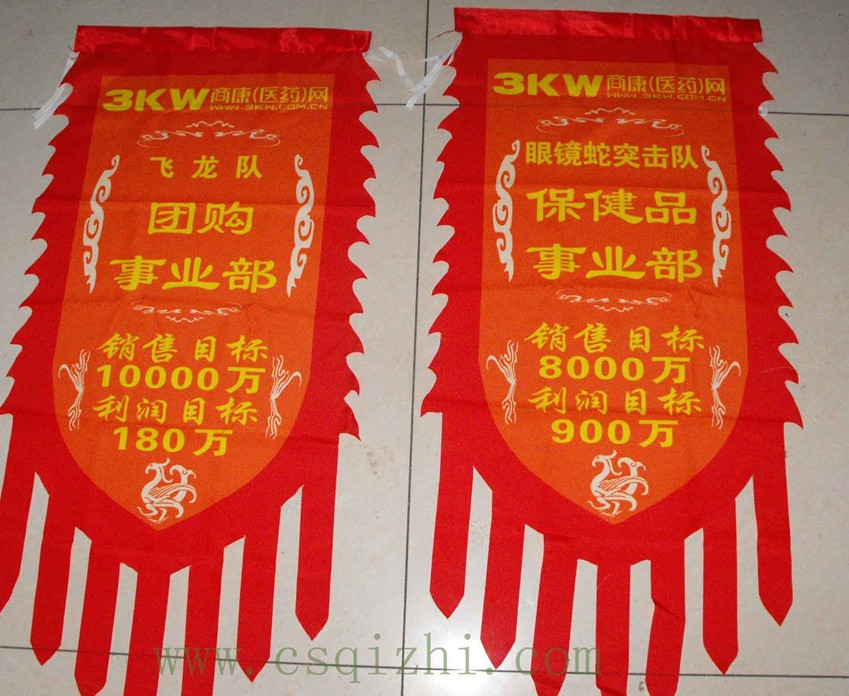 3KW商康(医药)网
WWW.3KW.COM.CN
飞龙队
团购
事业部
销售目标
10000万
利润目标
180万
3KW商康(医药)网
WWW.3KW.COM.CN
眼镜蛇突击队
保健品
事业部
销售目标
8000万
利润目标
900万
www.csqizhi.com